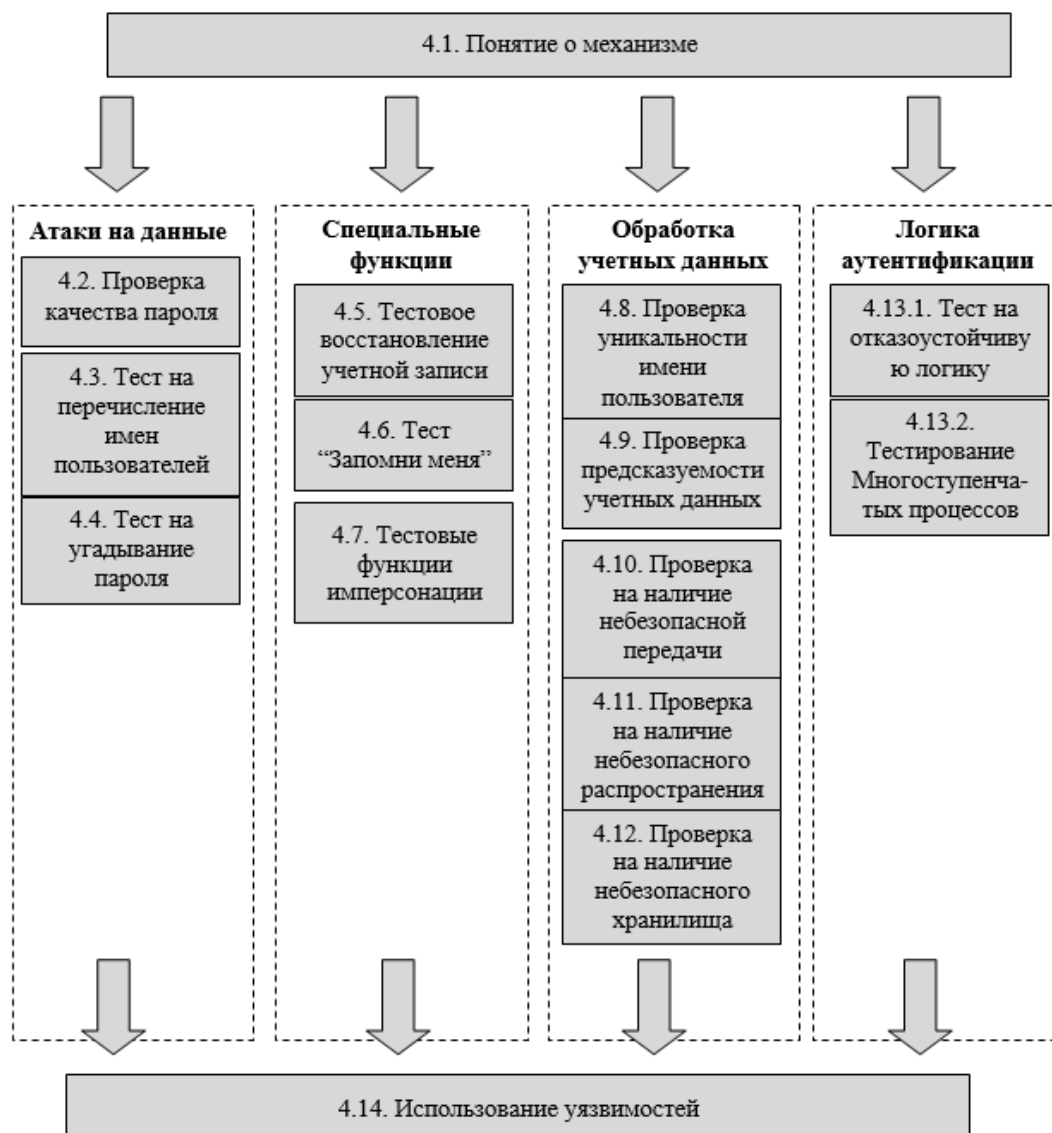 4.1. Понятие о механизме
Атаки на данные
4.2. Проверка
качества пароля
4.3. Тест на
перечисление
имен
пользователей
4.4. Тест на
угадывание
пароля
Специальные
функции
4.5. Тестовое
восстановление
учетной записи
4.6. Тест
“Запомни меня”
4.7. Тестовые
функции
имперсонации
Обработка
учетных данных
4.8. Проверка
уникальности
имени
пользователя
4.9. Проверка
предсказуемости
учетных данных
4.10. Проверка
на наличие
небезопасной
передачи
4.11. Проверка
на наличие
небезопасного
распространения
4.12. Проверка
на наличие
небезопасного
хранилища
Логика
аутентификации
4.13.1. Тест на
отказоустойчиву
ю логику
4.13.2.
Тестирование
Многоступенча-
тых процессов
4.14. Использование уязвимостей